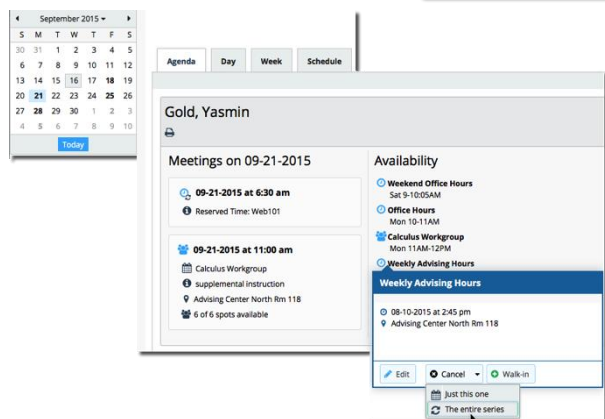 September 2015
S M T W T F S
30 31 1 2 3 4 5
6 7 8 9 10 11 12
13 14 15 16 17 18 19
20 21 22 23 24 25 26
27 28 29 30 1 2 3
4 5 6 7 8 9 10
Today
Agenda Day Week Schedule
Gold, Yasmin
Meetings on 09-21-2015
09-21-2015 at 6:30 am
Reserved Time: Web101
09-21-2015 at 11:00 am
Calculus Workgroup
supplemental instruction
Advising Center North Rm 118
6 of 6 spots available
Availability
Weekend Office Hours
Sat 9-10:05AM
Office Hours
Mon 10-11AM
Calculus Workgroup
Mon 11AM-12PM
Weekly Advising Hours
Weekly Advising Hours
08-10-2015 at 2:45 pm
Advising Center North Rm 118
Edit Cancel Walk-in
Just this one
The entire series